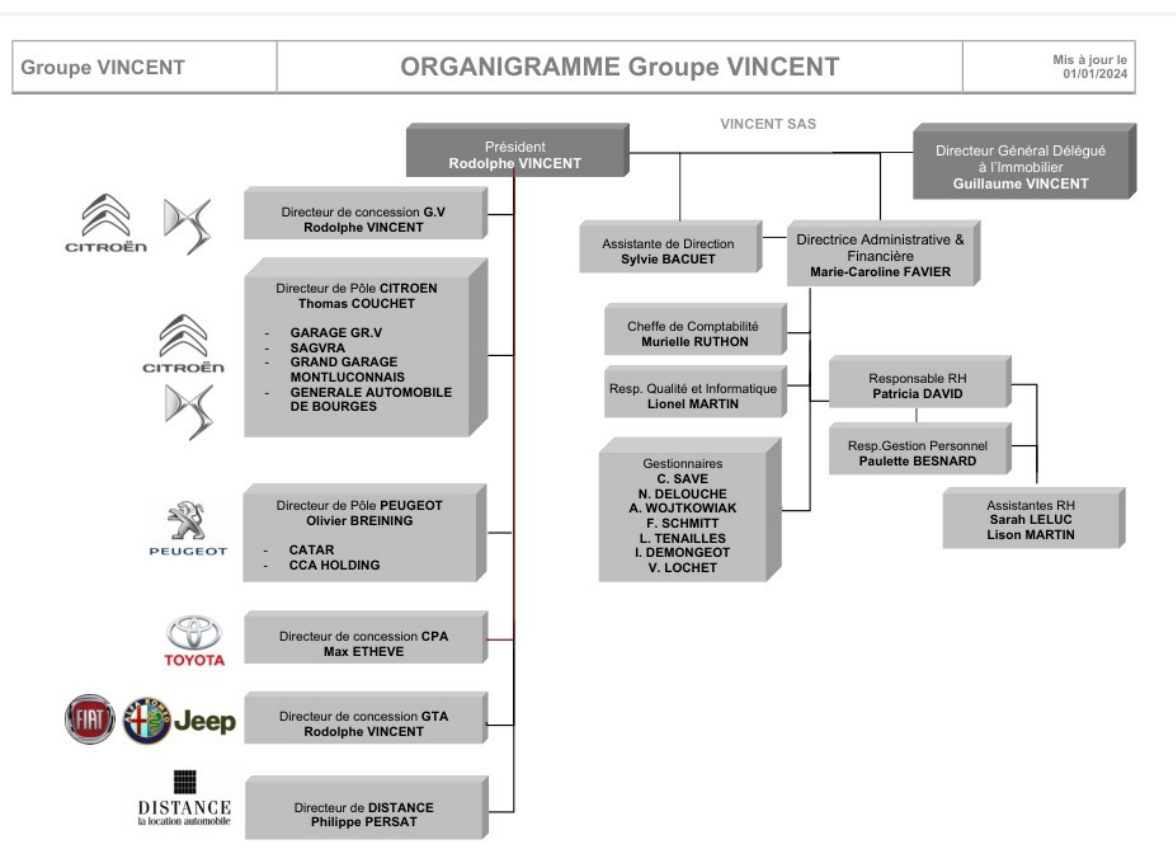 Groupe VINCENT
ORGANIGRAMME Groupe VINCENT
Mis à jour le
01/01/2024
VINCENT SAS
Président
Rodolphe VINCENT
Directeur Général Délégué
à l'Immobilier
Guillaume VINCENT
CITROËN
Directeur de concession G.V
Rodolphe VINCENT
Assistante de Direction
Sylvie BACUET
Directrice Administrative &
Financière
Marie-Caroline FAVIER
CITROËN
Directeur de Pôle CITROEN
Thomas COUCHET
- GARAGE GR.V
- SAGVRA
- GRAND GARAGE
MONTLUCONNAIS
- GENERALE AUTOMOBILE
DE BOURGES
Cheffe de Comptabilité
Murielle RUTHON
Resp. Qualité et Informatique
Lionel MARTIN
Responsable RH
Patricia DAVID
Resp.Gestion Personnel
Paulette BESNARD
Gestionnaires
C. SAVE
N. DELOUCHE
A. WOJTKOWIAK
F. SCHMITT
L. TENAILLES
I. DEMONGEOT
V. LOCHET
Assistantes RH
Sarah LELUC
Lison MARTIN
PEUGEOT
Directeur de Pôle PEUGEOT
Olivier BREINING
- CATAR
- CCA HOLDING
TOYOTA
Directeur de concession CPA
Max ETHEVE
FIAT
ALFA ROMEO
Jeep
Directeur de concession GTA
Rodolphe VINCENT
DISTANCE
la location automobile
Directeur de DISTANCE
Philippe PERSAT